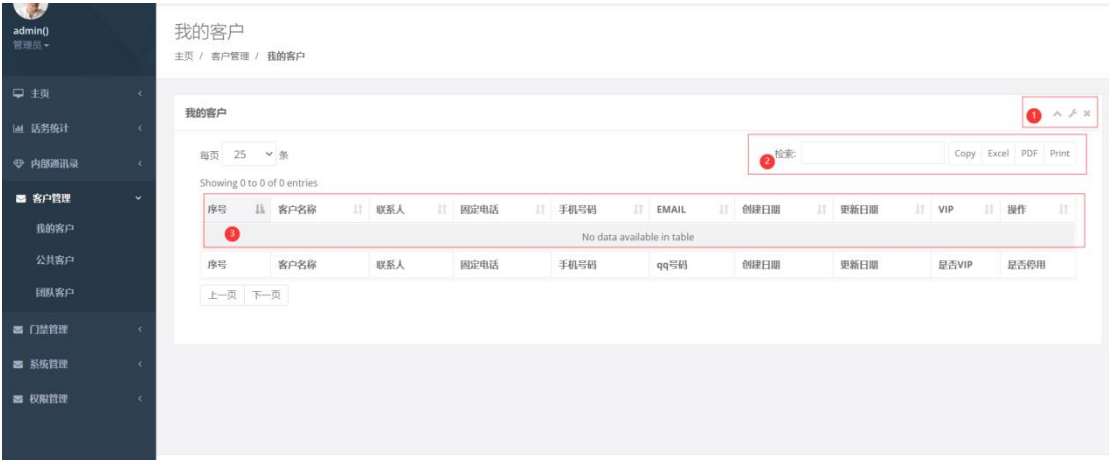 admin()
管理员
主页
话务统计
内部通讯录
客户管理
我的客户
公共客户
团队客户
门禁管理
系统管理
权限管理
我的客户
主页 / 客户管理 / 我的客户
我的客户
1
每页 25 条
2 检索: Copy Excel PDF Print
Showing 0 to 0 of 0 entries
序号 客户名称 联系人 固定电话 手机号码 EMAIL 创建日期 更新日期 VIP 操作
3 No data available in table
序号 客户名称 联系人 固定电话 手机号码 qq号码 创建日期 更新日期 是否VIP 是否停用
上一页 下一页